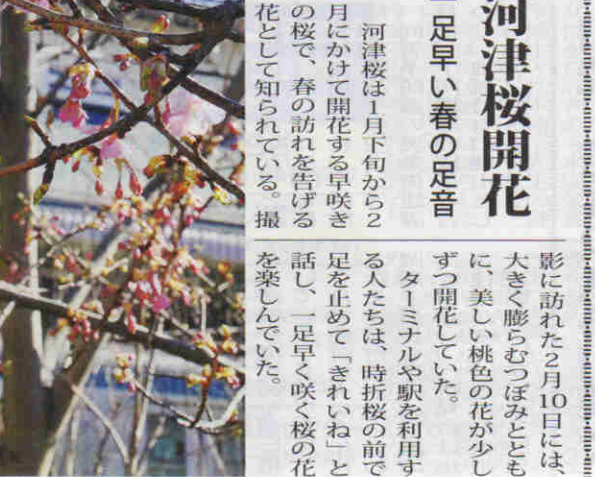 河津桜開花
足早い春の足音
河津桜は1月下旬から2
月にかけて開花する早咲き
の桜で、春の訪れを告げる
花として知られている。撮
影に訪れた2月10日には、
大きく膨らむつぼみととも
に、美しい桃色の花が少し
ずつ開花していた。
ターミナルや駅を利用す
る人たちは、時折桜の前で
足を止めて「きれいね」と
話し、一足早く咲く桜の花
を楽しんでいた。